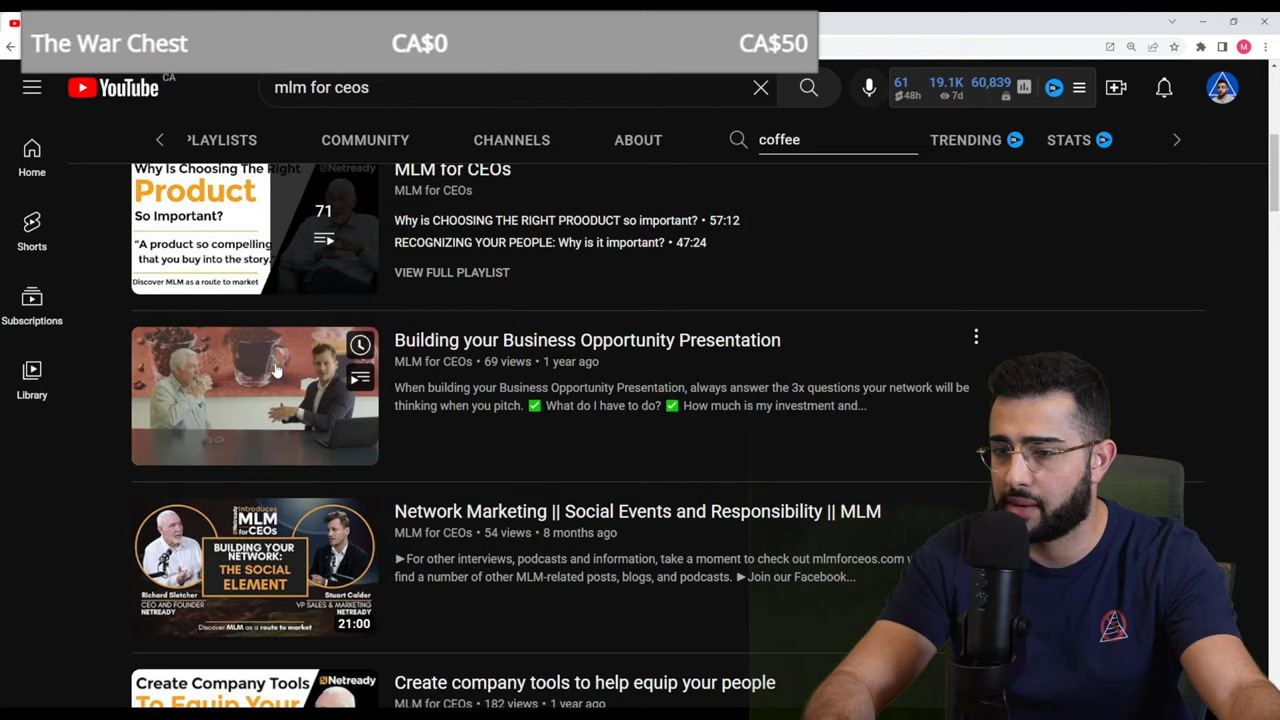 The War Chest CA$0 CA$50
YouTube CA
mlm for ceos
61 19.1K 60,839
48h 7d
PLAYLISTS COMMUNITY CHANNELS ABOUT coffee TRENDING STATS
Home
Shorts
Subscriptions
Library
Why Is Choosing The Right
Product
So Important?
"A product so compelling
that you buy into the story."
Discover MLM as a route to market
Netready
71
MLM for CEOs
MLM for CEOs
Why is CHOOSING THE RIGHT PROODUCT so important? • 57:12
RECOGNIZING YOUR PEOPLE: Why is it important? • 47:24
VIEW FULL PLAYLIST
Building your Business Opportunity Presentation
MLM for CEOs • 69 views • 1 year ago
When building your Business Opportunity Presentation, always answer the 3x questions your network will be
thinking when you pitch. ✅ What do I have to do? ✅ How much is my investment and...
Netready introduces
MLM
for CEOs
BUILDING YOUR
NETWORK:
THE SOCIAL
ELEMENT
Richard Sletcher
CEO AND FOUNDER
NETREADY
Stuart Calder
VP SALES & MARKETING
NETREADY
Discover MLM as a route to market
21:00
Network Marketing || Social Events and Responsibility || MLM
MLM for CEOs • 54 views • 8 months ago
►For other interviews, podcasts and information, take a moment to check out mlmforceos.com
find a number of other MLM-related posts, blogs, and podcasts. ►Join our Facebook...
Create Company Tools
To Equip Your
Netready
Create company tools to help equip your people
MLM for CEOs • 182 views • 1 year ago
M